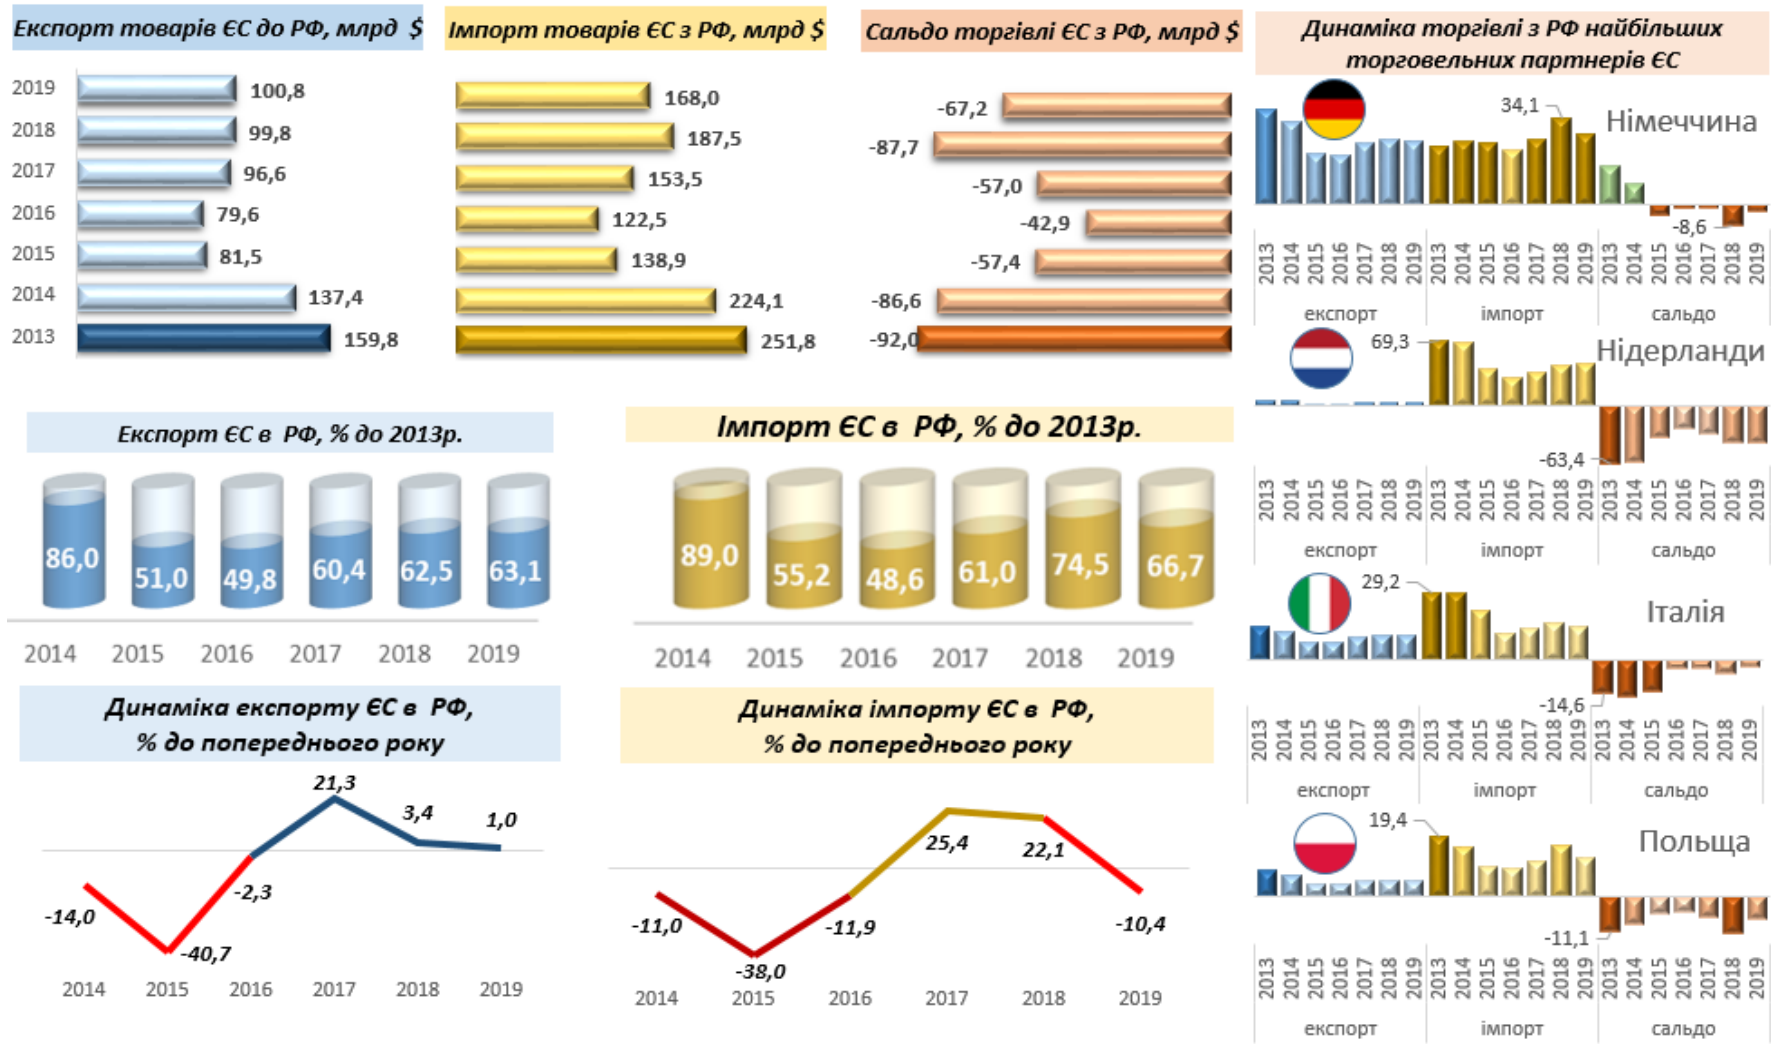 Експорт товарів ЄС до РФ, млрд $
2019 100,8
2018 99,8
2017 96,6
2016 79,6
2015 81,5
2014 137,4
2013 159,8
Імпорт товарів ЄС з РФ, млрд $
168,0
187,5
153,5
122,5
138,9
224,1
251,8
Сальдо торгівлі ЄС з РФ, млрд $
-67,2
-87,7
-57,0
-42,9
-57,4
-86,6
-92,0
Експорт ЄС в РФ, % до 2013р.
86,0 51,0 49,8 60,4 62,5 63,1
2014 2015 2016 2017 2018 2019
Імпорт ЄС в РФ, % до 2013р.
89,0 55,2 48,6 61,0 74,5 66,7
2014 2015 2016 2017 2018 2019
Динаміка експорту ЄС в РФ,
% до попереднього року
-14,0 -40,7 -2,3 21,3 3,4 1,0
2014 2015 2016 2017 2018 2019
Динаміка імпорту ЄС в РФ,
% до попереднього року
-11,0 -38,0 -11,9 25,4 22,1 -10,4
2014 2015 2016 2017 2018 2019
Динаміка торгівлі з РФ найбільших
торговельних партнерів ЄС
Німеччина
34,1
-8,6
2013 2014 2015 2016 2017 2018 2019 2013 2014 2015 2016 2017 2018 2019 2013 2014 2015 2016 2017 2018 2019
експорт імпорт сальдо
Нідерланди
69,3
-63,4
2013 2014 2015 2016 2017 2018 2019 2013 2014 2015 2016 2017 2018 2019 2013 2014 2015 2016 2017 2018 2019
експорт імпорт сальдо
Італія
29,2
-14,6
2013 2014 2015 2016 2017 2018 2019 2013 2014 2015 2016 2017 2018 2019 2013 2014 2015 2016 2017 2018 2019
експорт імпорт сальдо
Польща
19,4
-11,1
2013 2014 2015 2016 2017 2018 2019 2013 2014 2015 2016 2017 2018 2019 2013 2014 2015 2016 2017 2018 2019
експорт імпорт сальдо